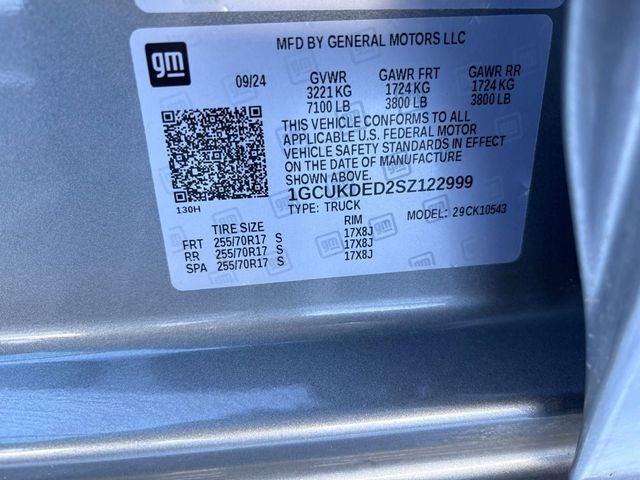 gm
MFD BY GENERAL MOTORS LLC
09/24 GVWR GAWR FRT GAWR RR
3221 KG 1724 KG 1724 KG
7100 LB 3800 LB 3800 LB
THIS VEHICLE CONFORMS TO ALL
APPLICABLE U.S. FEDERAL MOTOR
VEHICLE SAFETY STANDARDS IN EFFECT
ON THE DATE OF MANUFACTURE
SHOWN ABOVE.
1GCUKDED2SZ122999
130H
TYPE: TRUCK MODEL: 29CK10543
TIRE SIZE RIM
FRT 255/70R17 S 17X8J
RR 255/70R17 S 17X8J
SPA 255/70R17 S 17X8J